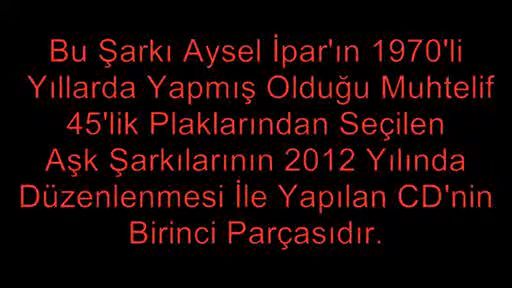 Bu Şarkı Aysel İpar'ın 1970'li
Yıllarda Yapmış Olduğu Muhtelif
45'lik Plaklarından Seçilen
Aşk Şarkılarının 2012 Yılında
Düzenlenmesi İle Yapılan CD'nin
Birinci Parçasıdır.